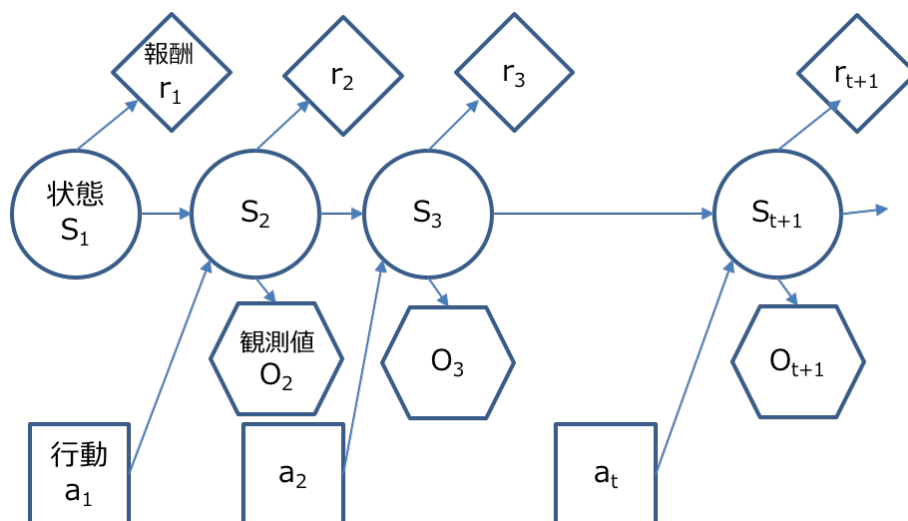 報酬
r₁
r₂
r₃
rₜ₊₁
状態
S₁
S₂
S₃
Sₜ₊₁
観測値
O₂
O₃
Oₜ₊₁
行動
a₁
a₂
aₜ